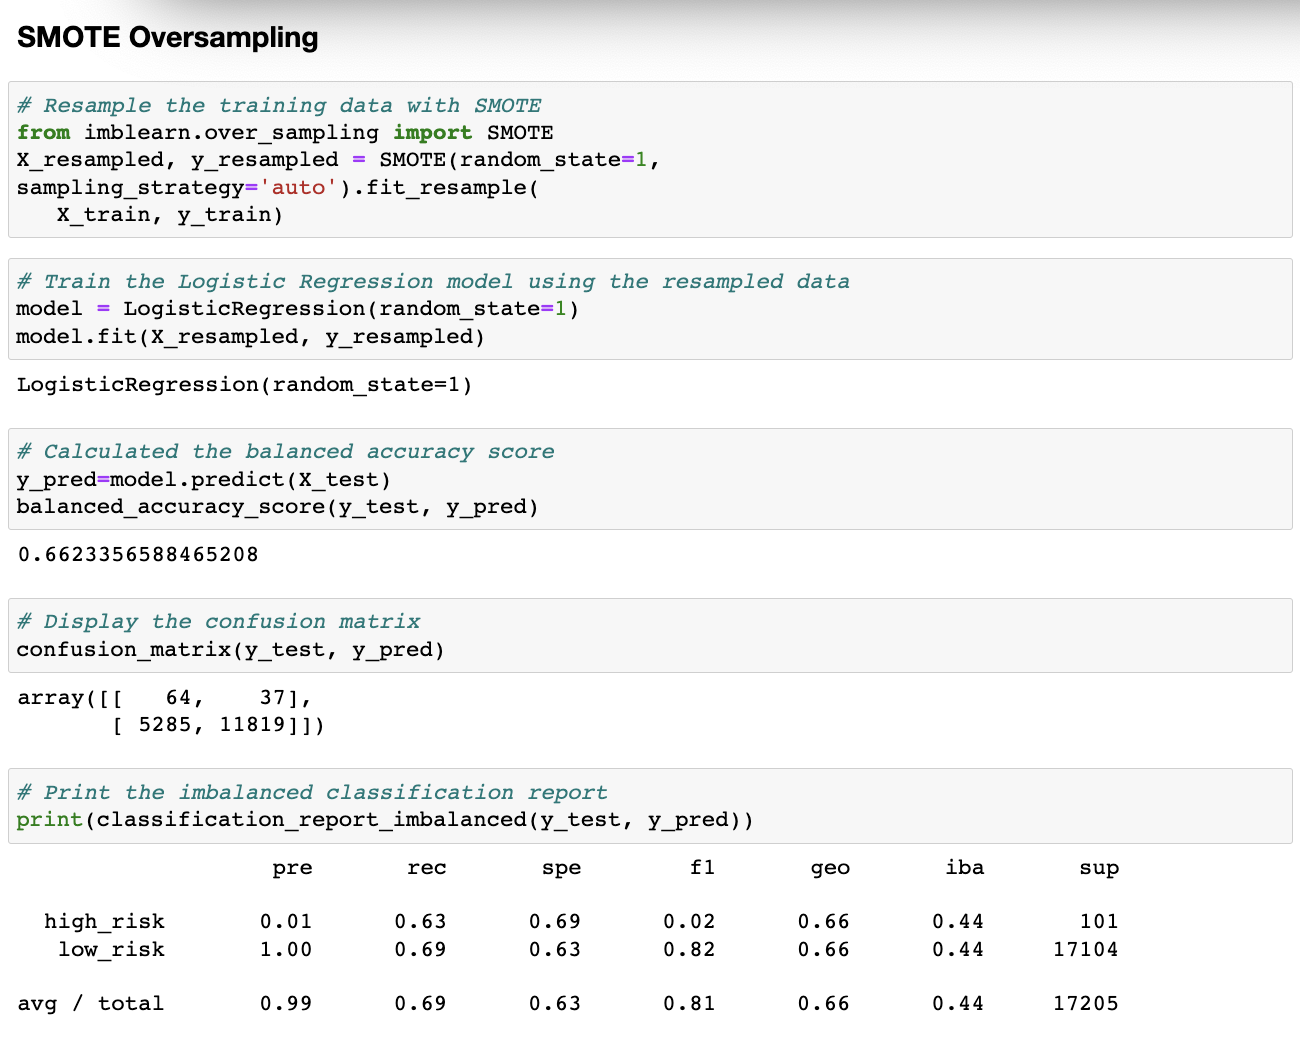 SMOTE Oversampling
# Resample the training data with SMOTE
from imblearn.over_sampling import SMOTE
X_resampled, y_resampled = SMOTE(random_state=1,
sampling_strategy='auto').fit_resample(
   X_train, y_train)
# Train the Logistic Regression model using the resampled data
model = LogisticRegression(random_state=1)
model.fit(X_resampled, y_resampled)
LogisticRegression(random_state=1)
# Calculated the balanced accuracy score
y_pred=model.predict(X_test)
balanced_accuracy_score(y_test, y_pred)
0.6623356588465208
# Display the confusion matrix
confusion_matrix(y_test, y_pred)
array([[   64,    37],
       [ 5285, 11819]])
# Print the imbalanced classification report
print(classification_report_imbalanced(y_test, y_pred))
                   pre       rec       spe        f1       geo       iba       sup
  high_risk       0.01      0.63      0.69      0.02      0.66      0.44       101
   low_risk       1.00      0.69      0.63      0.82      0.66      0.44     17104
avg / total       0.99      0.69      0.63      0.81      0.66      0.44     17205